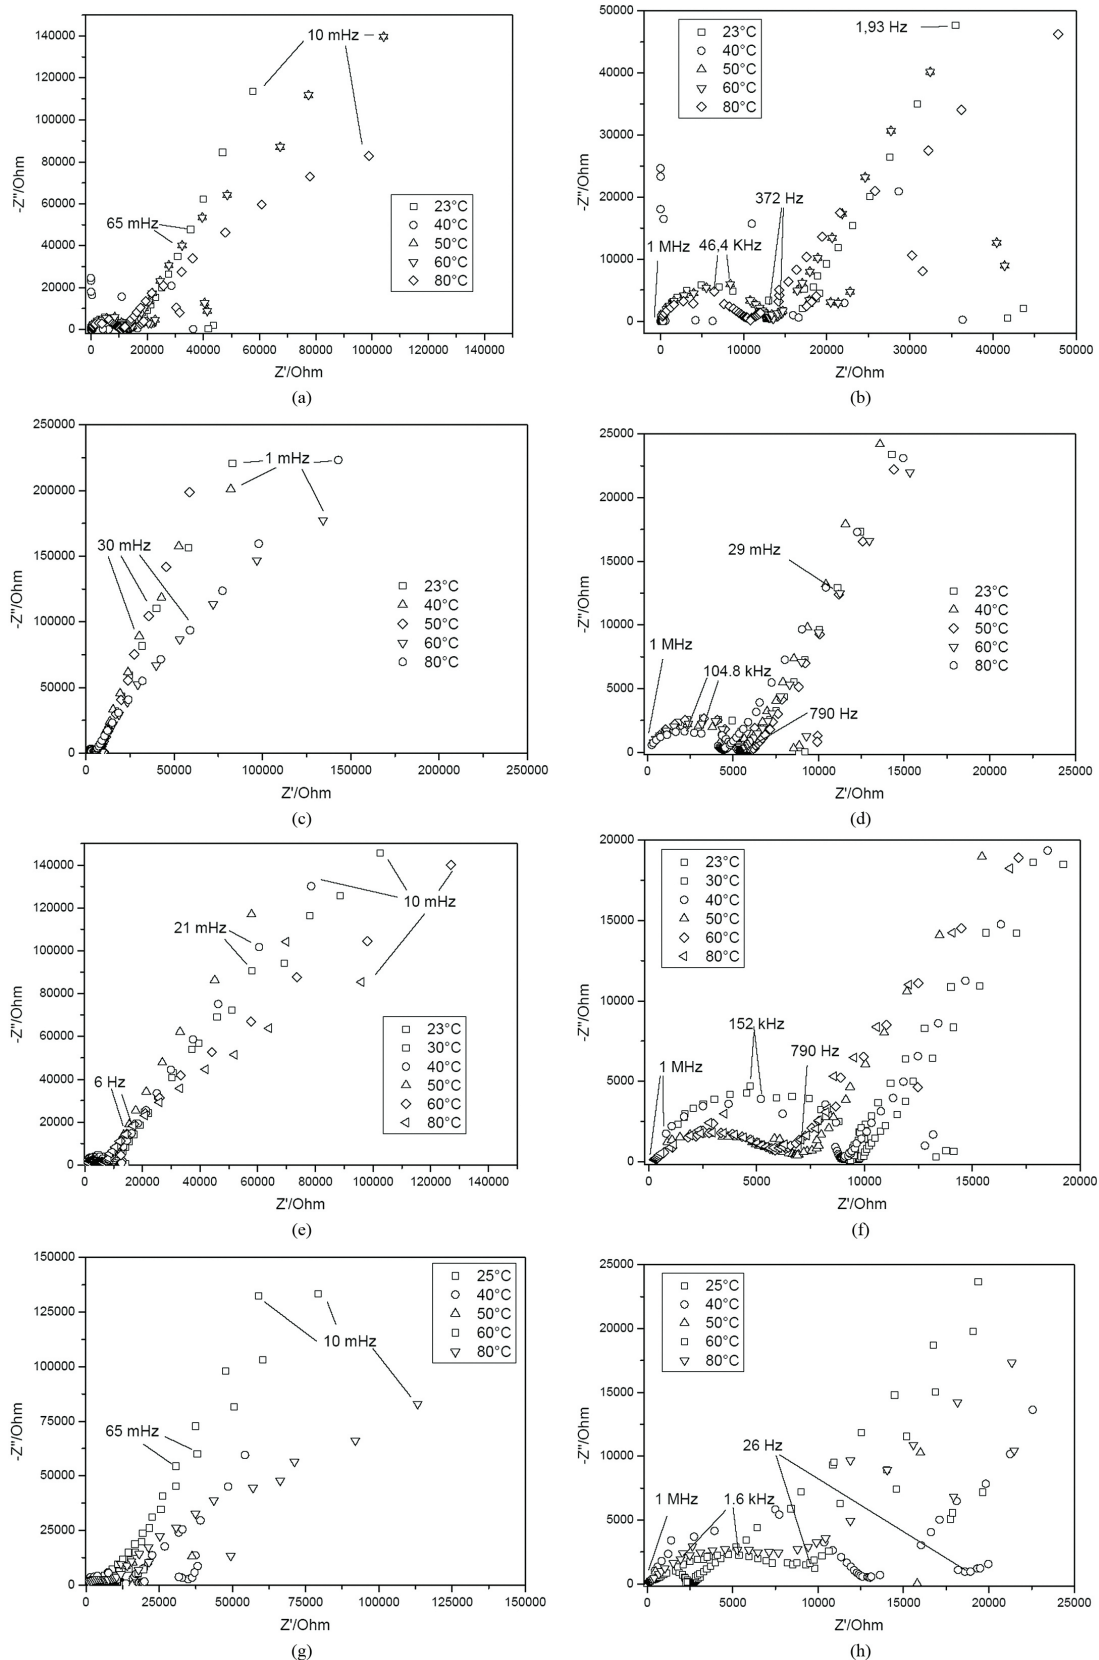 140000
120000
100000
80000
60000
40000
20000
0
-Z"/Ohm
10 mHz
65 mHz
23°C
40°C
50°C
60°C
80°C
0 20000 40000 60000 80000 100000 120000 140000
Z'/Ohm
(a)
50000
40000
30000
20000
10000
0
-Z"/Ohm
23°C
40°C
50°C
60°C
80°C
1,93 Hz
372 Hz
1 MHz
46,4 KHz
0 10000 20000 30000 40000 50000
Z'/Ohm
(b)
250000
200000
150000
100000
50000
0
-Z"/Ohm
1 mHz
30 mHz
23°C
40°C
50°C
60°C
80°C
0 50000 100000 150000 200000 250000
Z'/Ohm
(c)
25000
20000
15000
10000
5000
0
-Z"/Ohm
29 mHz
1 MHz
104.8 kHz
790 Hz
23°C
40°C
50°C
60°C
80°C
0 5000 10000 15000 20000 25000
Z'/Ohm
(d)
140000
120000
100000
80000
60000
40000
20000
0
-Z"/Ohm
10 mHz
21 mHz
6 Hz
23°C
30°C
40°C
50°C
60°C
80°C
0 20000 40000 60000 80000 100000 120000 140000
Z'/Ohm
(e)
20000
15000
10000
5000
0
-Z"/Ohm
23°C
30°C
40°C
50°C
60°C
80°C
152 kHz
790 Hz
1 MHz
0 5000 10000 15000 20000
Z'/Ohm
(f)
150000
125000
100000
75000
50000
25000
0
-Z"/Ohm
25°C
40°C
50°C
60°C
80°C
10 mHz
65 mHz
0 25000 50000 75000 100000 125000 150000
Z'/Ohm
(g)
25000
20000
15000
10000
5000
0
-Z"/Ohm
25°C
40°C
50°C
60°C
80°C
26 Hz
1 MHz
1.6 kHz
0 5000 10000 15000 20000 25000
Z'/Ohm
(h)